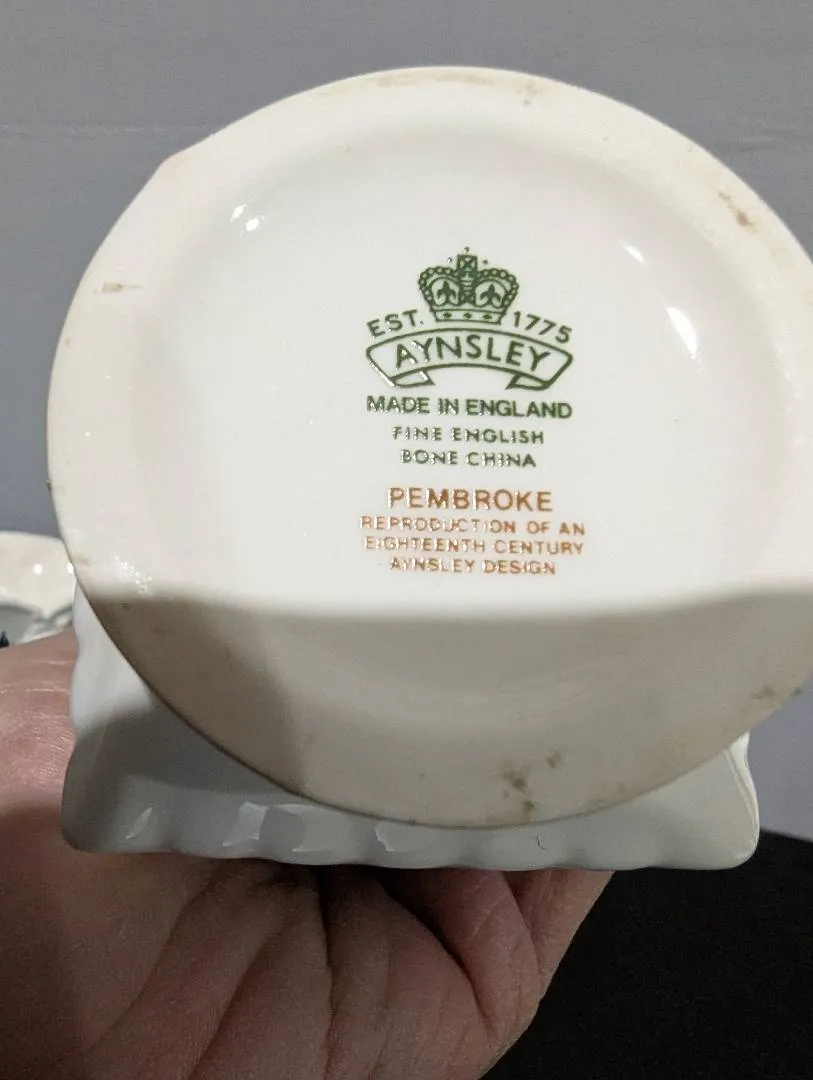 EST. 1775
AYNSLEY
MADE IN ENGLAND
FINE ENGLISH
BONE CHINA
PEMBROKE
REPRODUCTION OF AN
EIGHTEENTH CENTURY
AYNSLEY DESIGN